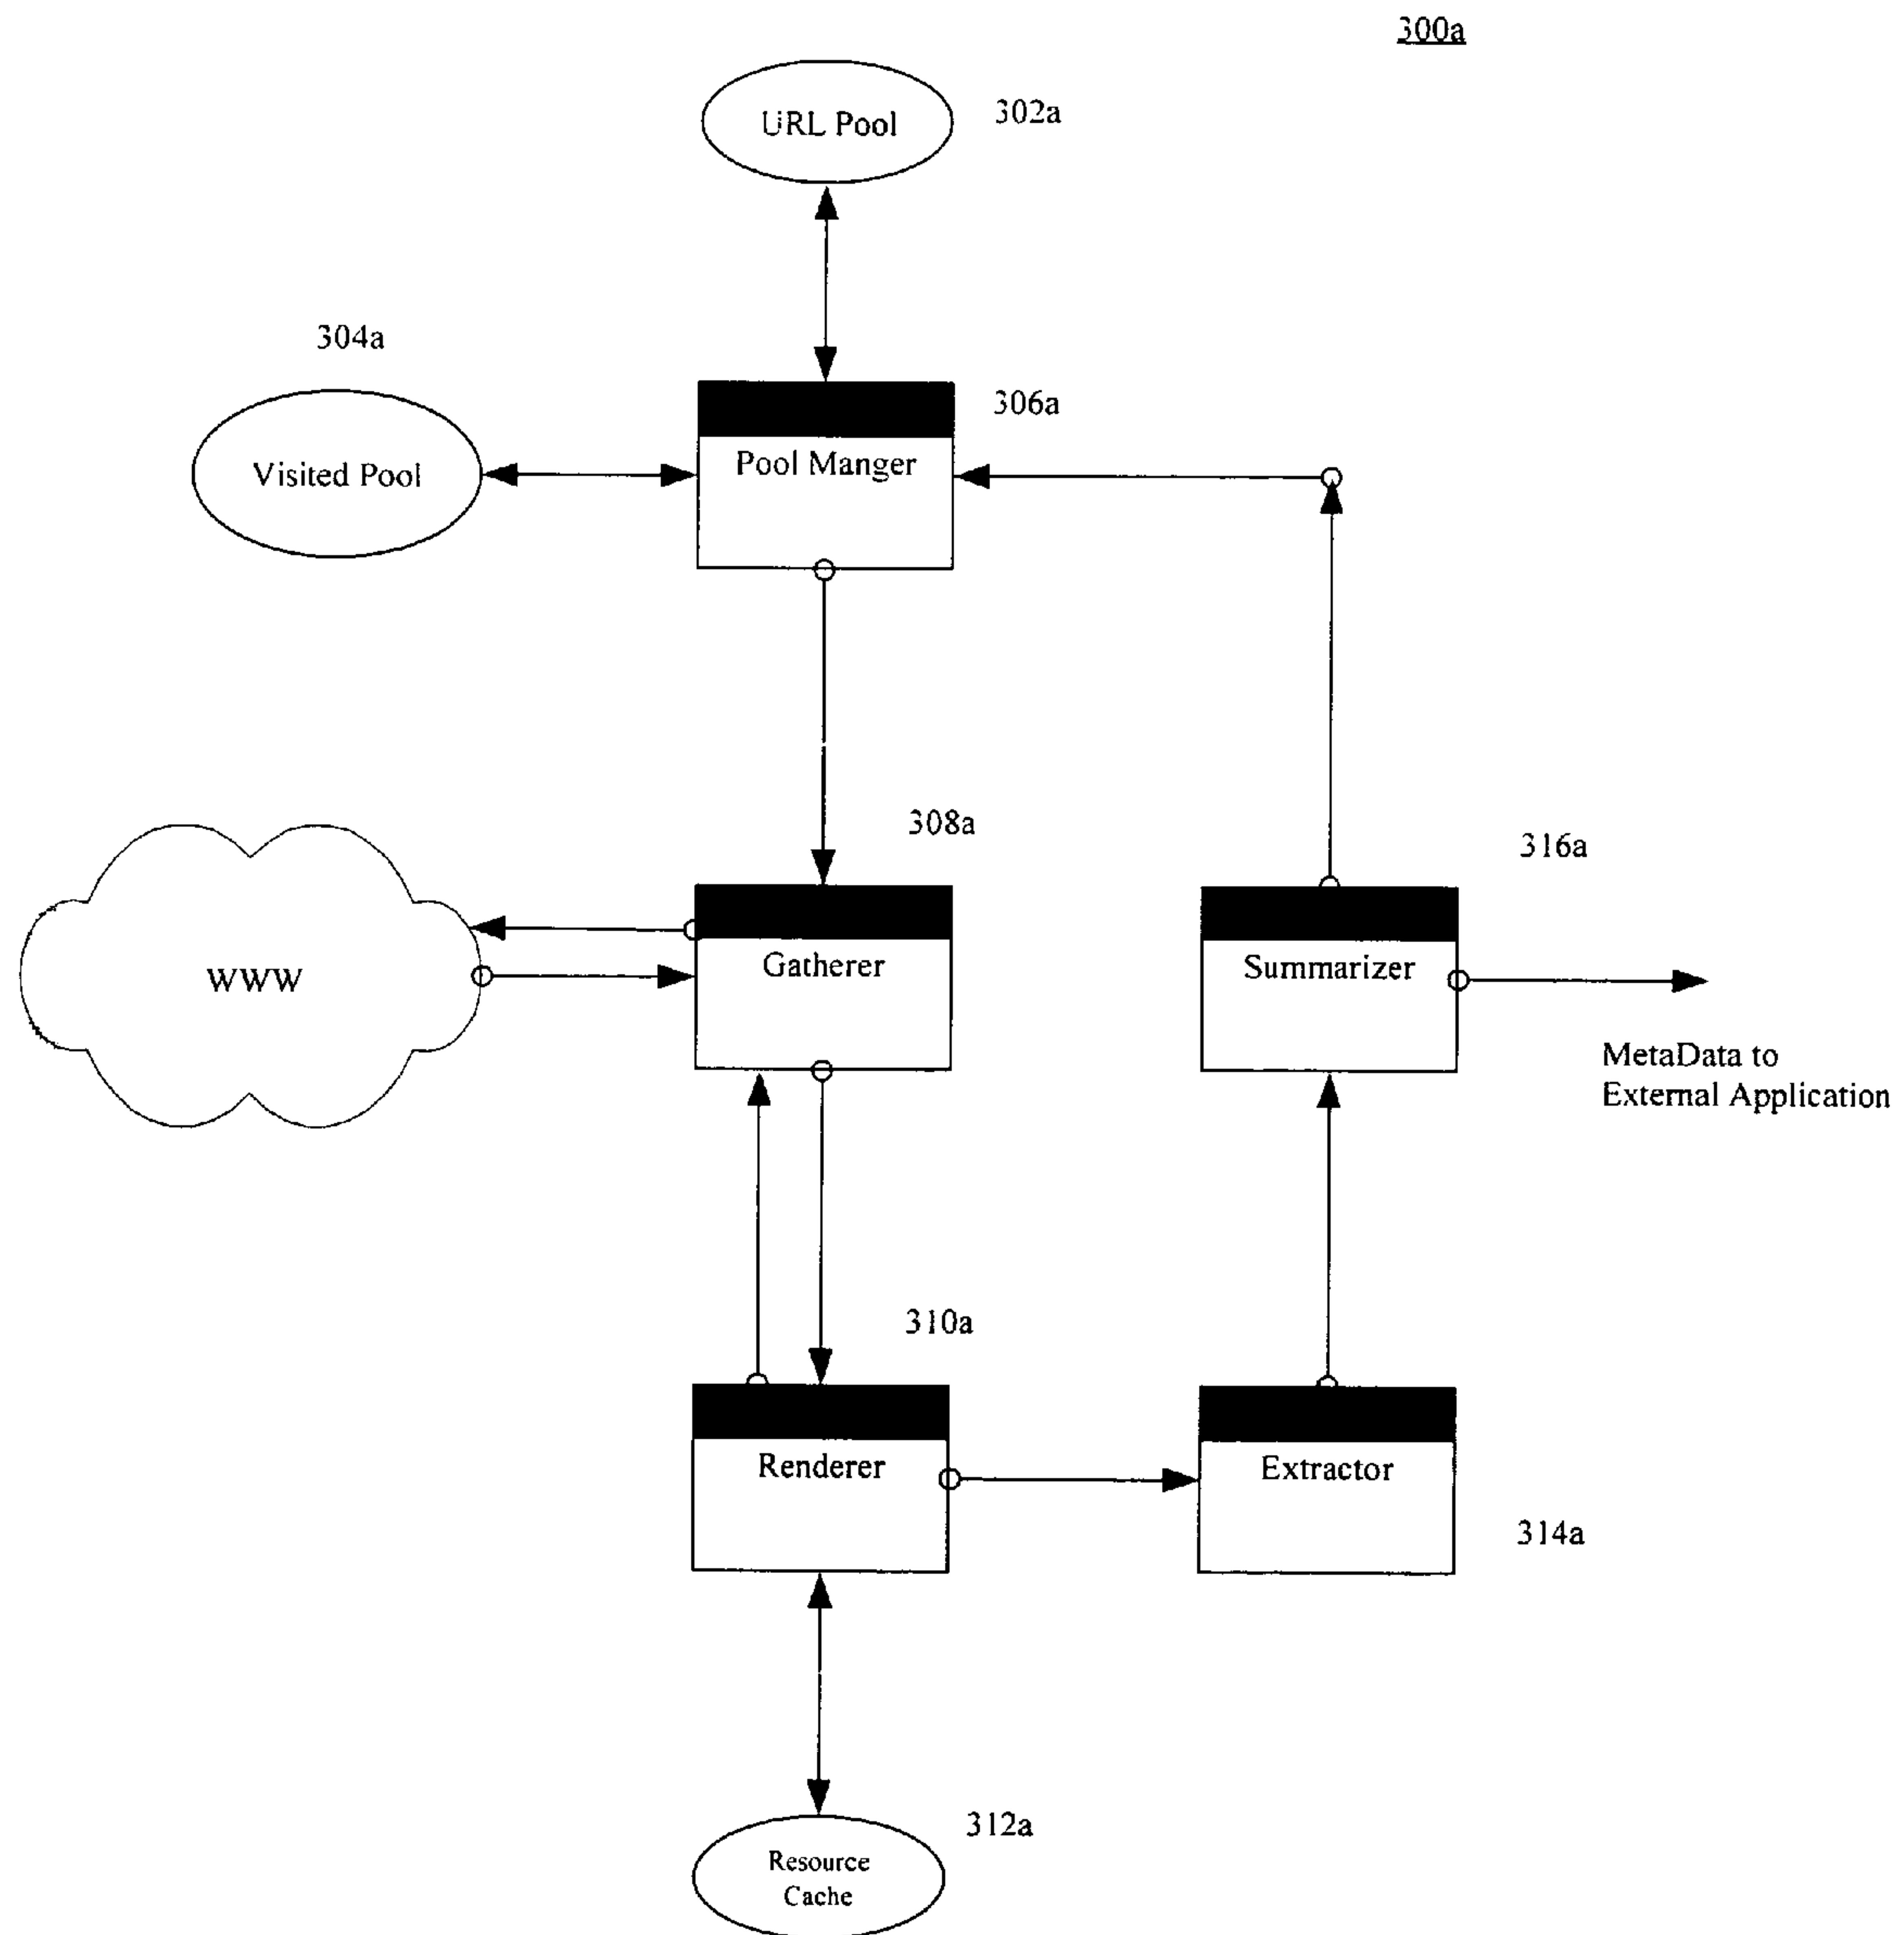 300a
URL Pool
302a
304a
306a
Visited Pool
Pool Manger
308a
316a
WWW
Gatherer
Summarizer
MetaData to
External Application
310a
Renderer
Extractor
314a
312a
Resource
Cache